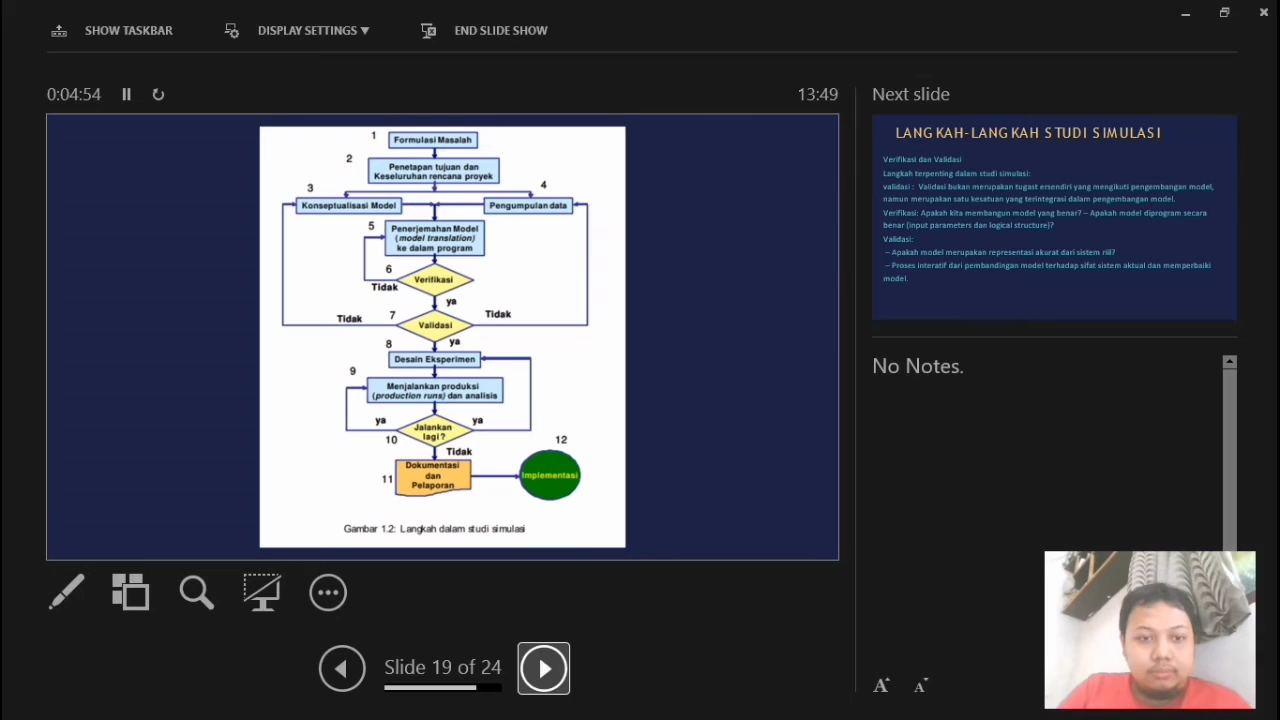 SHOW TASKBAR
DISPLAY SETTINGS ▼
END SLIDE SHOW
0:04:54
13:49
1
Formulasi Masalah
2
Penetapan tujuan dan
Keseluruhan rencana proyek
3
4
Konseptualisasi Model
Pengumpulan data
5
Penerjemahan Model
(model translation)
ke dalam program
6
Verifikasi
Tidak
ya
7
Tidak
Validasi
Tidak
ya
8
Desain Eksperimen
9
Menjalankan produksi
(production runs) dan analisis
ya
Jalankan
lagi?
ya
10
Tidak
12
11
Dokumentasi
dan
Pelaporan
Implementasi
Gambar 1.2: Langkah dalam studi simulasi
Slide 19 of 24
Next slide
LANGKAH-LANGKAH STUDI SIMULASI
Verifikasi dan Validasi
Langkah terpenting dalam studi simulasi:
validasi : Validasi bukan merupakan tugast ersendiri yang mengikuti pengembangan model,
namun merupakan satu kesatuan yang terintegrasi dalam pengembangan model.
Verifikasi: Apakah kita membangun model yang benar? – Apakah model diprogram secara
benar (input parameters dan logical structure)?
Validasi:
– Apakah model merupakan representasi akurat dari sistem riil?
– Proses interatif dari pembandingan model terhadap sifat sistem aktual dan memperbaiki
model.
No Notes.
A A